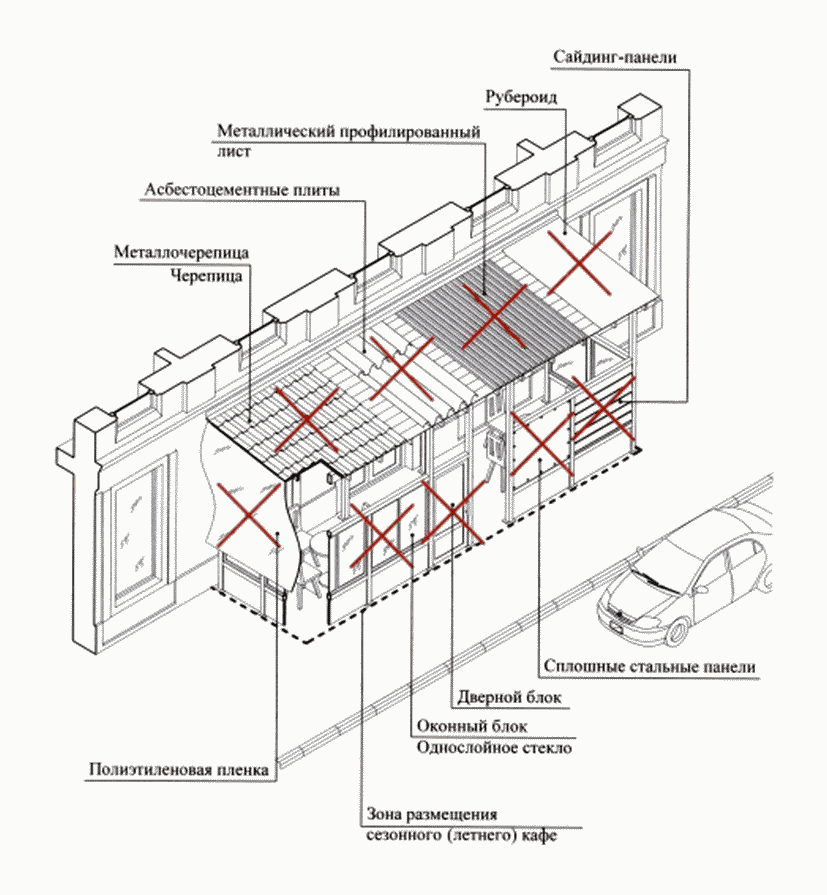 Сайдинг-панели
Рубероид
Металлический профилированный
лист
Асбестоцементные плиты
Металлочерепица
Черепица
Сплошные стальные панели
Дверной блок
Оконный блок
Однослойное стекло
Полиэтиленовая пленка
Зона размещения
сезонного (летнего) кафе